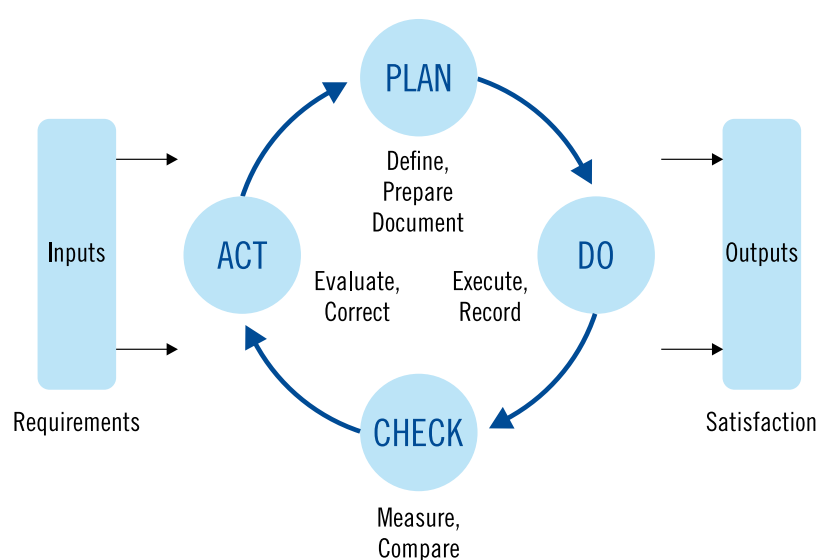 PLAN
Define,
Prepare
Document
Inputs
ACT
DO
Outputs
Evaluate,
Correct
Execute,
Record
Requirements
CHECK
Satisfaction
Measure,
Compare